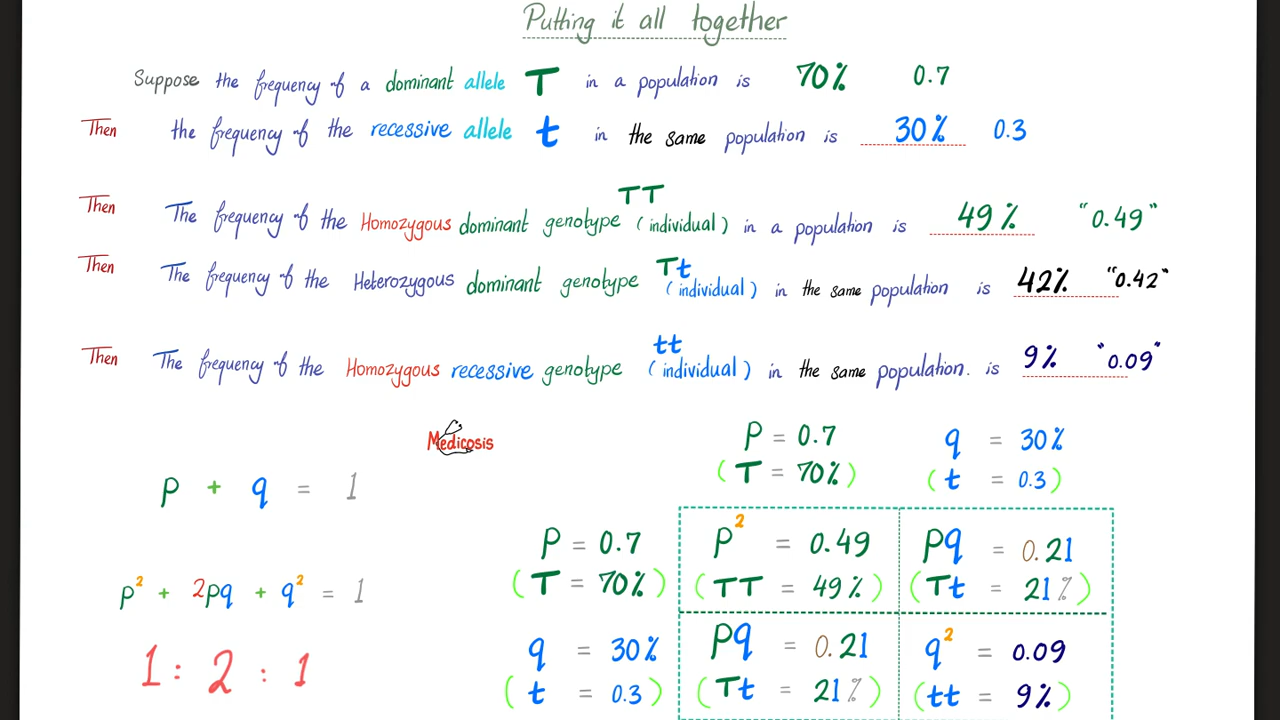 Putting it all together
Suppose the frequency of a dominant allele T in a population is 70% 0.7
Then the frequency of the recessive allele t in the same population is 30% 0.3
TT
Then The frequency of the Homozygous dominant genotype (individual) in a population is 49% "0.49"
Tt
Then The frequency of the Heterozygous dominant genotype (individual) in the same population is 42% "0.42"
tt
Then The frequency of the Homozygous recessive genotype (individual) in the same population. is 9% "0.09"
Medicosis
P = 0.7 q = 30%
(T = 70%) (t = 0.3)
p + q = 1
P = 0.7 P² = 0.49 Pq = 0.21
(T = 70%) (TT = 49%) (Tt = 21%)
p² + 2pq + q² = 1
q = 30% Pq = 0.21 q² = 0.09
(t = 0.3) (Tt = 21%) (tt = 9%)
1 : 2 : 1